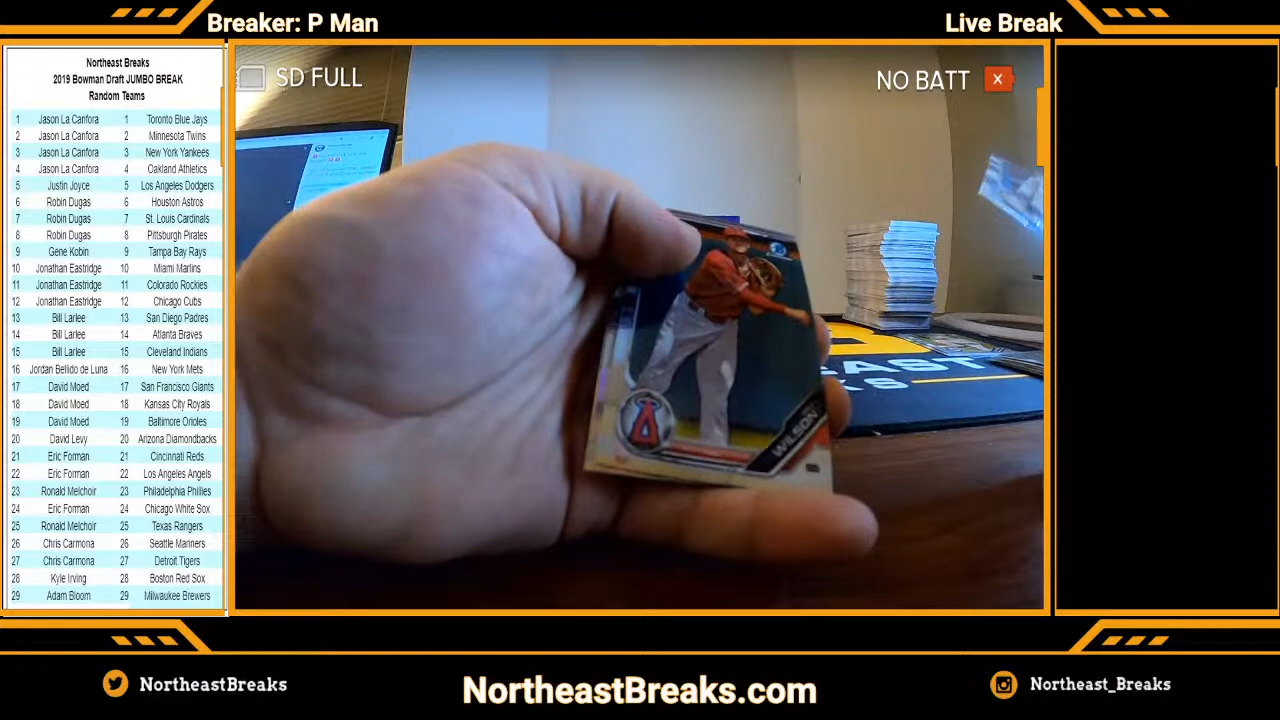 Breaker: P Man
Live Break
Northeast Breaks
2019 Bowman Draft JUMBO BREAK
Random Teams
1 Jason La Canfora 1 Toronto Blue Jays
2 Jason La Canfora 2 Minnesota Twins
3 Jason La Canfora 3 New York Yankees
4 Jason La Canfora 4 Oakland Athletics
5 Justin Joyce 5 Los Angeles Dodgers
6 Robin Dugas 6 Houston Astros
7 Robin Dugas 7 St. Louis Cardinals
8 Robin Dugas 8 Pittsburgh Pirates
9 Gene Kobin 9 Tampa Bay Rays
10 Jonathan Eastridge 10 Miami Marlins
11 Jonathan Eastridge 11 Colorado Rockies
12 Jonathan Eastridge 12 Chicago Cubs
13 Bill Larlee 13 San Diego Padres
14 Bill Larlee 14 Atlanta Braves
15 Bill Larlee 15 Cleveland Indians
16 Jordan Bellido de Luna 16 New York Mets
17 David Moed 17 San Francisco Giants
18 David Moed 18 Kansas City Royals
19 David Moed 19 Baltimore Orioles
20 David Levy 20 Arizona Diamondbacks
21 Eric Forman 21 Cincinnati Reds
22 Eric Forman 22 Los Angeles Angels
23 Ronald Melchoir 23 Philadelphia Phillies
24 Eric Forman 24 Chicago White Sox
25 Ronald Melchoir 25 Texas Rangers
26 Chris Carmona 26 Seattle Mariners
27 Chris Carmona 27 Detroit Tigers
28 Kyle Irving 28 Boston Red Sox
29 Adam Bloom 29 Milwaukee Brewers
SD FULL
NO BATT
WILSON
NortheastBreaks
NortheastBreaks.com
Northeast_Breaks